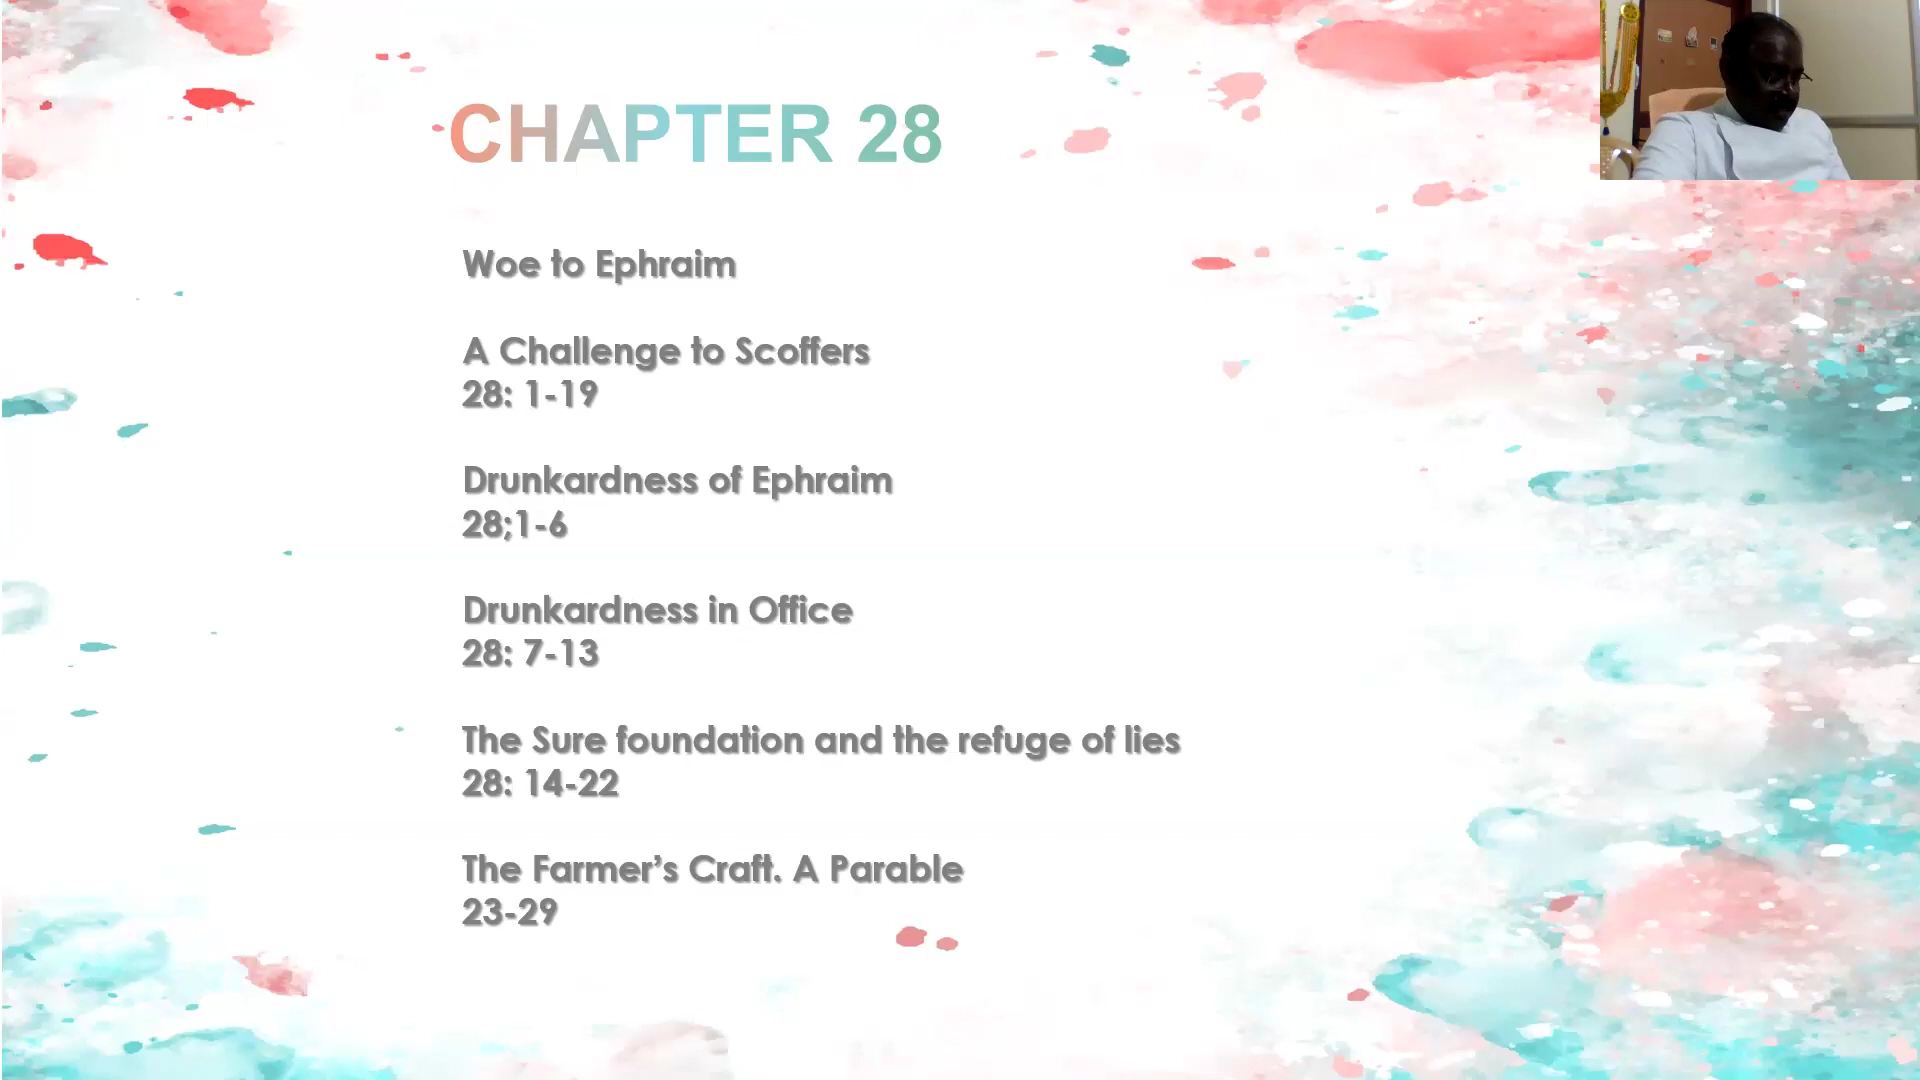 CHAPTER 28
Woe to Ephraim
A Challenge to Scoffers
28: 1-19
Drunkardness of Ephraim
28;1-6
Drunkardness in Office
28: 7-13
The Sure foundation and the refuge of lies
28: 14-22
The Farmer’s Craft. A Parable
23-29